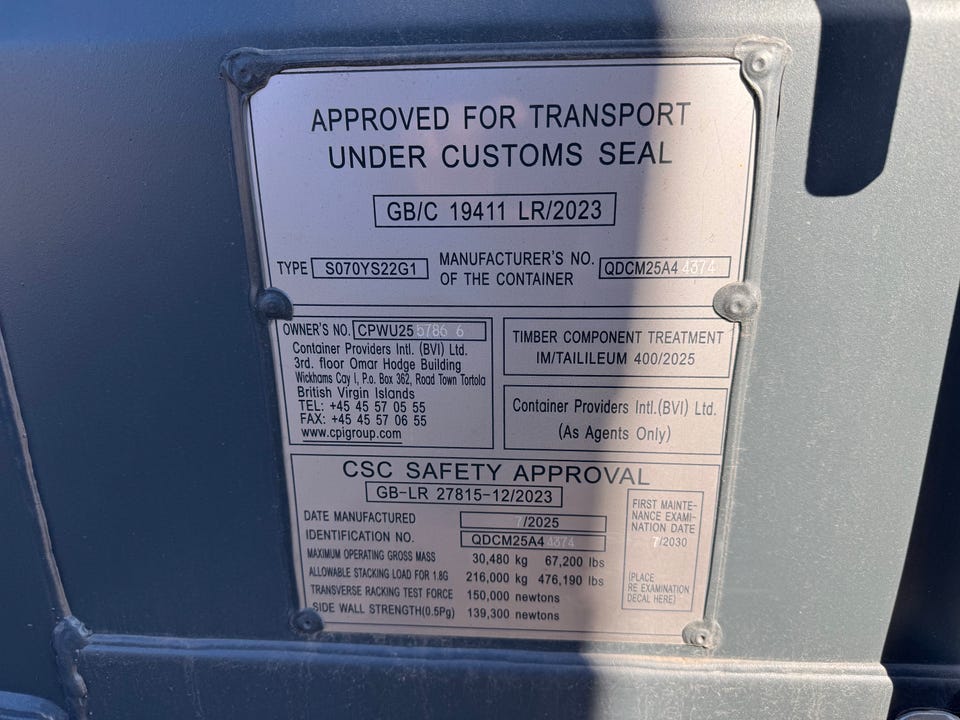 APPROVED FOR TRANSPORT
UNDER CUSTOMS SEAL
GB/C 19411 LR/2023
TYPE S070YS22G1
MANUFACTURER'S NO. OF THE CONTAINER QDCM25A4 4374
OWNER'S NO. CPWU25 5786 6
Container Providers Intl. (BVI) Ltd.
3rd. floor Omar Hodge Building
Wickhams Cay I, P.o. Box 362, Road Town Tortola
British Virgin Islands
TEL: +45 45 57 05 55
FAX: +45 45 57 06 55
www.cpigroup.com
TIMBER COMPONENT TREATMENT
IM/TAILILEUM 400/2025
Container Providers Intl.(BVI) Ltd.
(As Agents Only)
CSC SAFETY APPROVAL
GB-LR 27815-12/2023
DATE MANUFACTURED 7/2025
IDENTIFICATION NO. QDCM25A4 4374
MAXIMUM OPERATING GROSS MASS 30,480 kg 67,200 lbs
ALLOWABLE STACKING LOAD FOR 1.8G 216,000 kg 476,190 lbs
TRANSVERSE RACKING TEST FORCE 150,000 newtons
SIDE WALL STRENGTH(0.5Pg) 139,300 newtons
FIRST MAINTE-
NANCE EXAMI-
NATION DATE
7/2030
(PLACE
RE EXAMINATION
DECAL HERE)